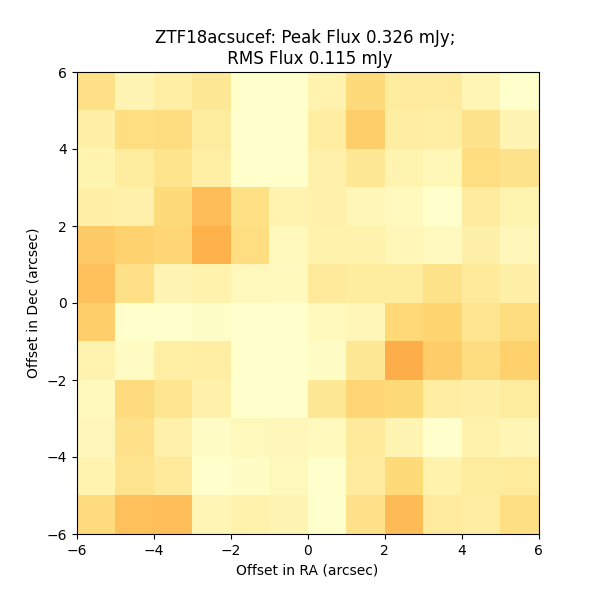 ZTF18acsucef: Peak Flux 0.326 mJy;
RMS Flux 0.115 mJy
6
4
2
0
−2
−4
−6
Offset in Dec (arcsec)
−6 −4 −2 0 2 4 6
Offset in RA (arcsec)